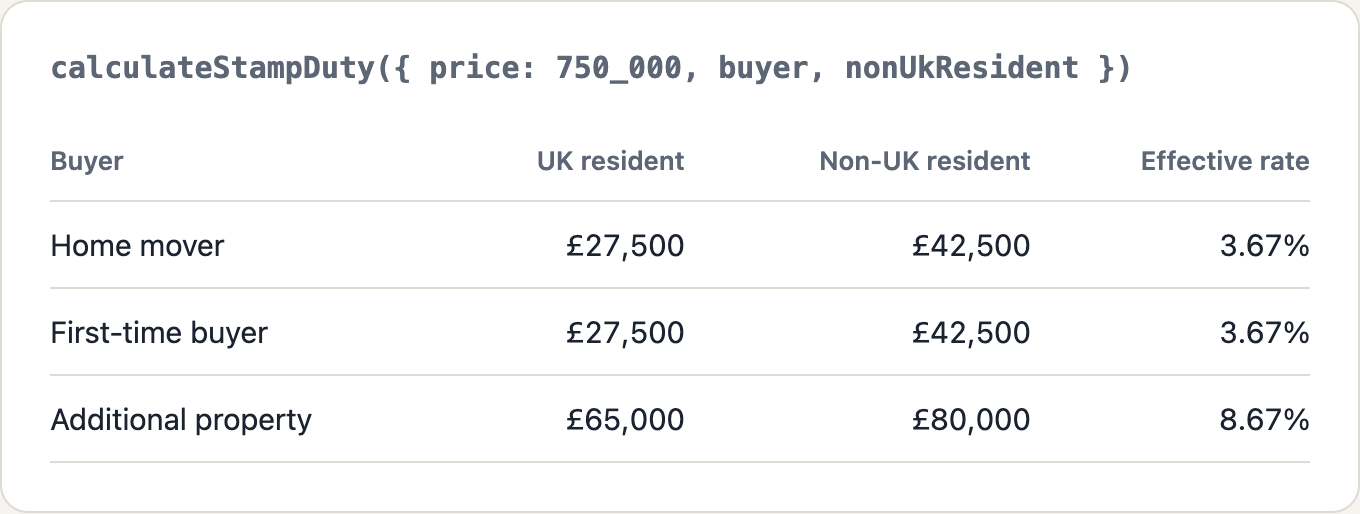 calculateStampDuty({ price: 750_000, buyer, nonUkResident })
Buyer UK resident Non-UK resident Effective rate
Home mover £27,500 £42,500 3.67%
First-time buyer £27,500 £42,500 3.67%
Additional property £65,000 £80,000 8.67%